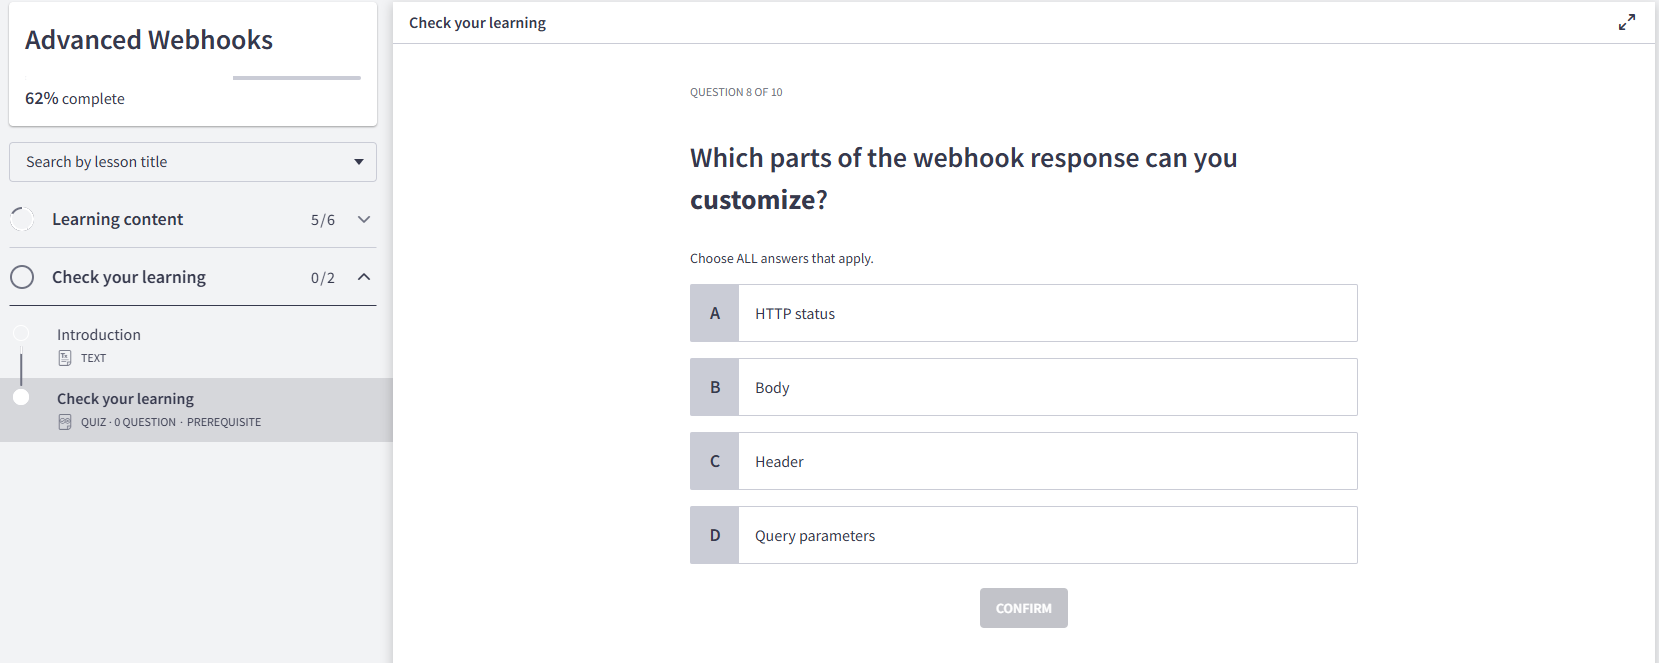 Advanced Webhooks
62% complete
Search by lesson title
Learning content 5/6
Check your learning 0/2
Introduction
TEXT
Check your learning
QUIZ · 0 QUESTION · PREREQUISITE
Check your learning
QUESTION 8 OF 10
Which parts of the webhook response can you
customize?
Choose ALL answers that apply.
A HTTP status
B Body
C Header
D Query parameters
CONFIRM